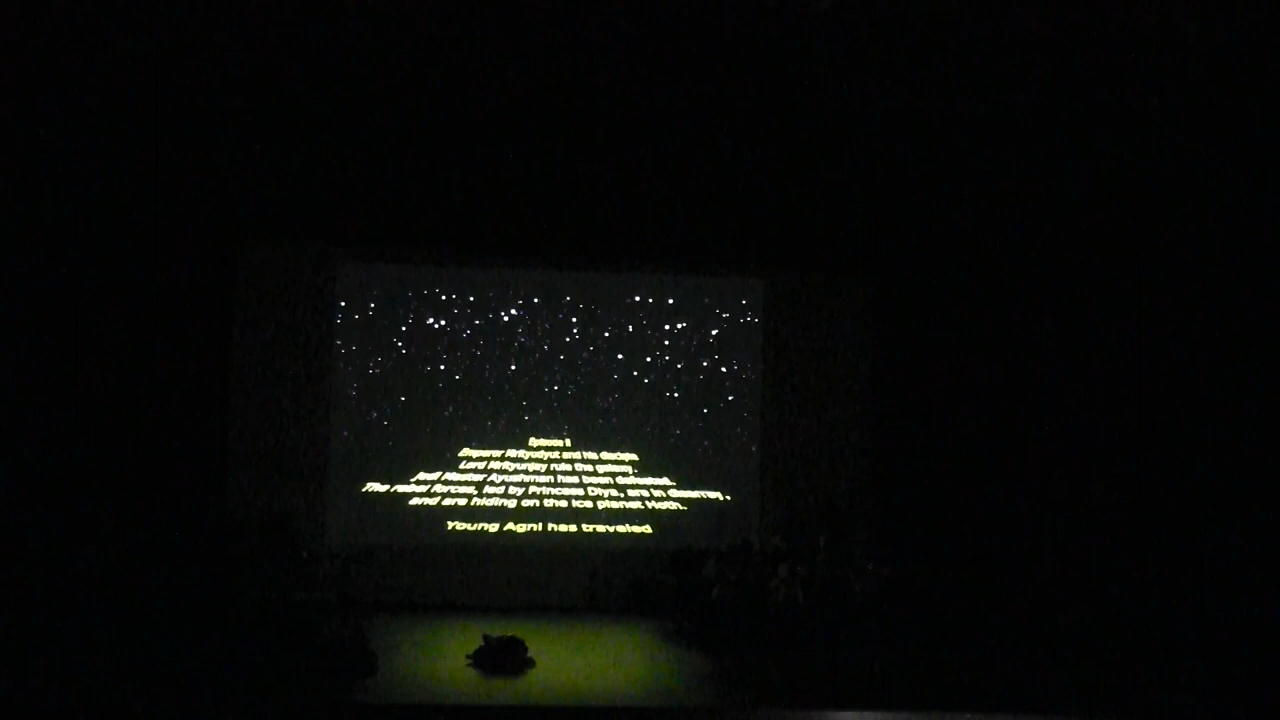 Episode II
Emperor Mrityudyut and his disciple
Lord Mrityunjay rule the galaxy.
Jedi Master Ayushman has been defeated.
The rebel forces, led by Princess Diya, are in disarray,
and are hiding on the ice planet Hoth.
Young Agni has traveled